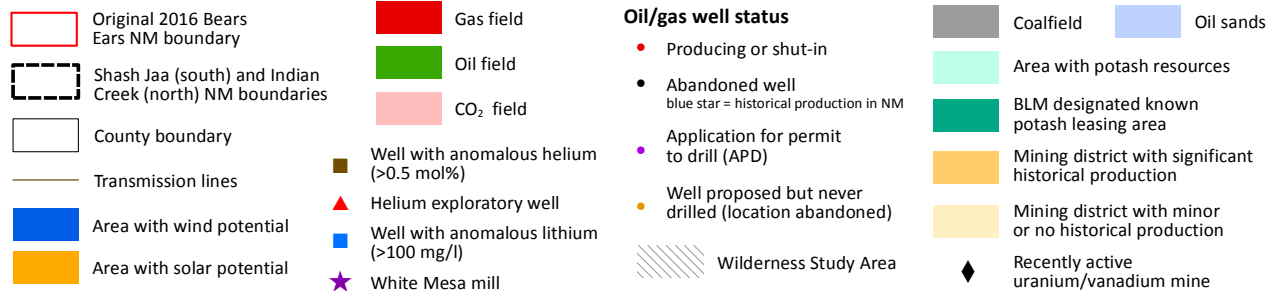 Original 2016 Bears
Ears NM boundary
Shash Jaa (south) and Indian
Creek (north) NM boundaries
County boundary
Transmission lines
Area with wind potential
Area with solar potential
Gas field
Oil field
CO₂ field
Well with anomalous helium
(>0.5 mol%)
Helium exploratory well
Well with anomalous lithium
(>100 mg/l)
White Mesa mill
Oil/gas well status
Producing or shut-in
Abandoned well
blue star = historical production in NM
Application for permit
to drill (APD)
Well proposed but never
drilled (location abandoned)
Wilderness Study Area
Coalfield
Oil sands
Area with potash resources
BLM designated known
potash leasing area
Mining district with significant
historical production
Mining district with minor
or no historical production
Recently active
uranium/vanadium mine